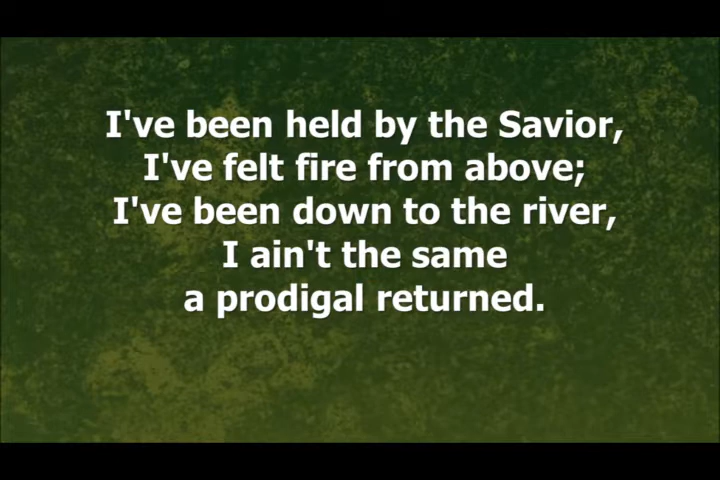 I've been held by the Savior,
I've felt fire from above;
I've been down to the river,
I ain't the same
a prodigal returned.